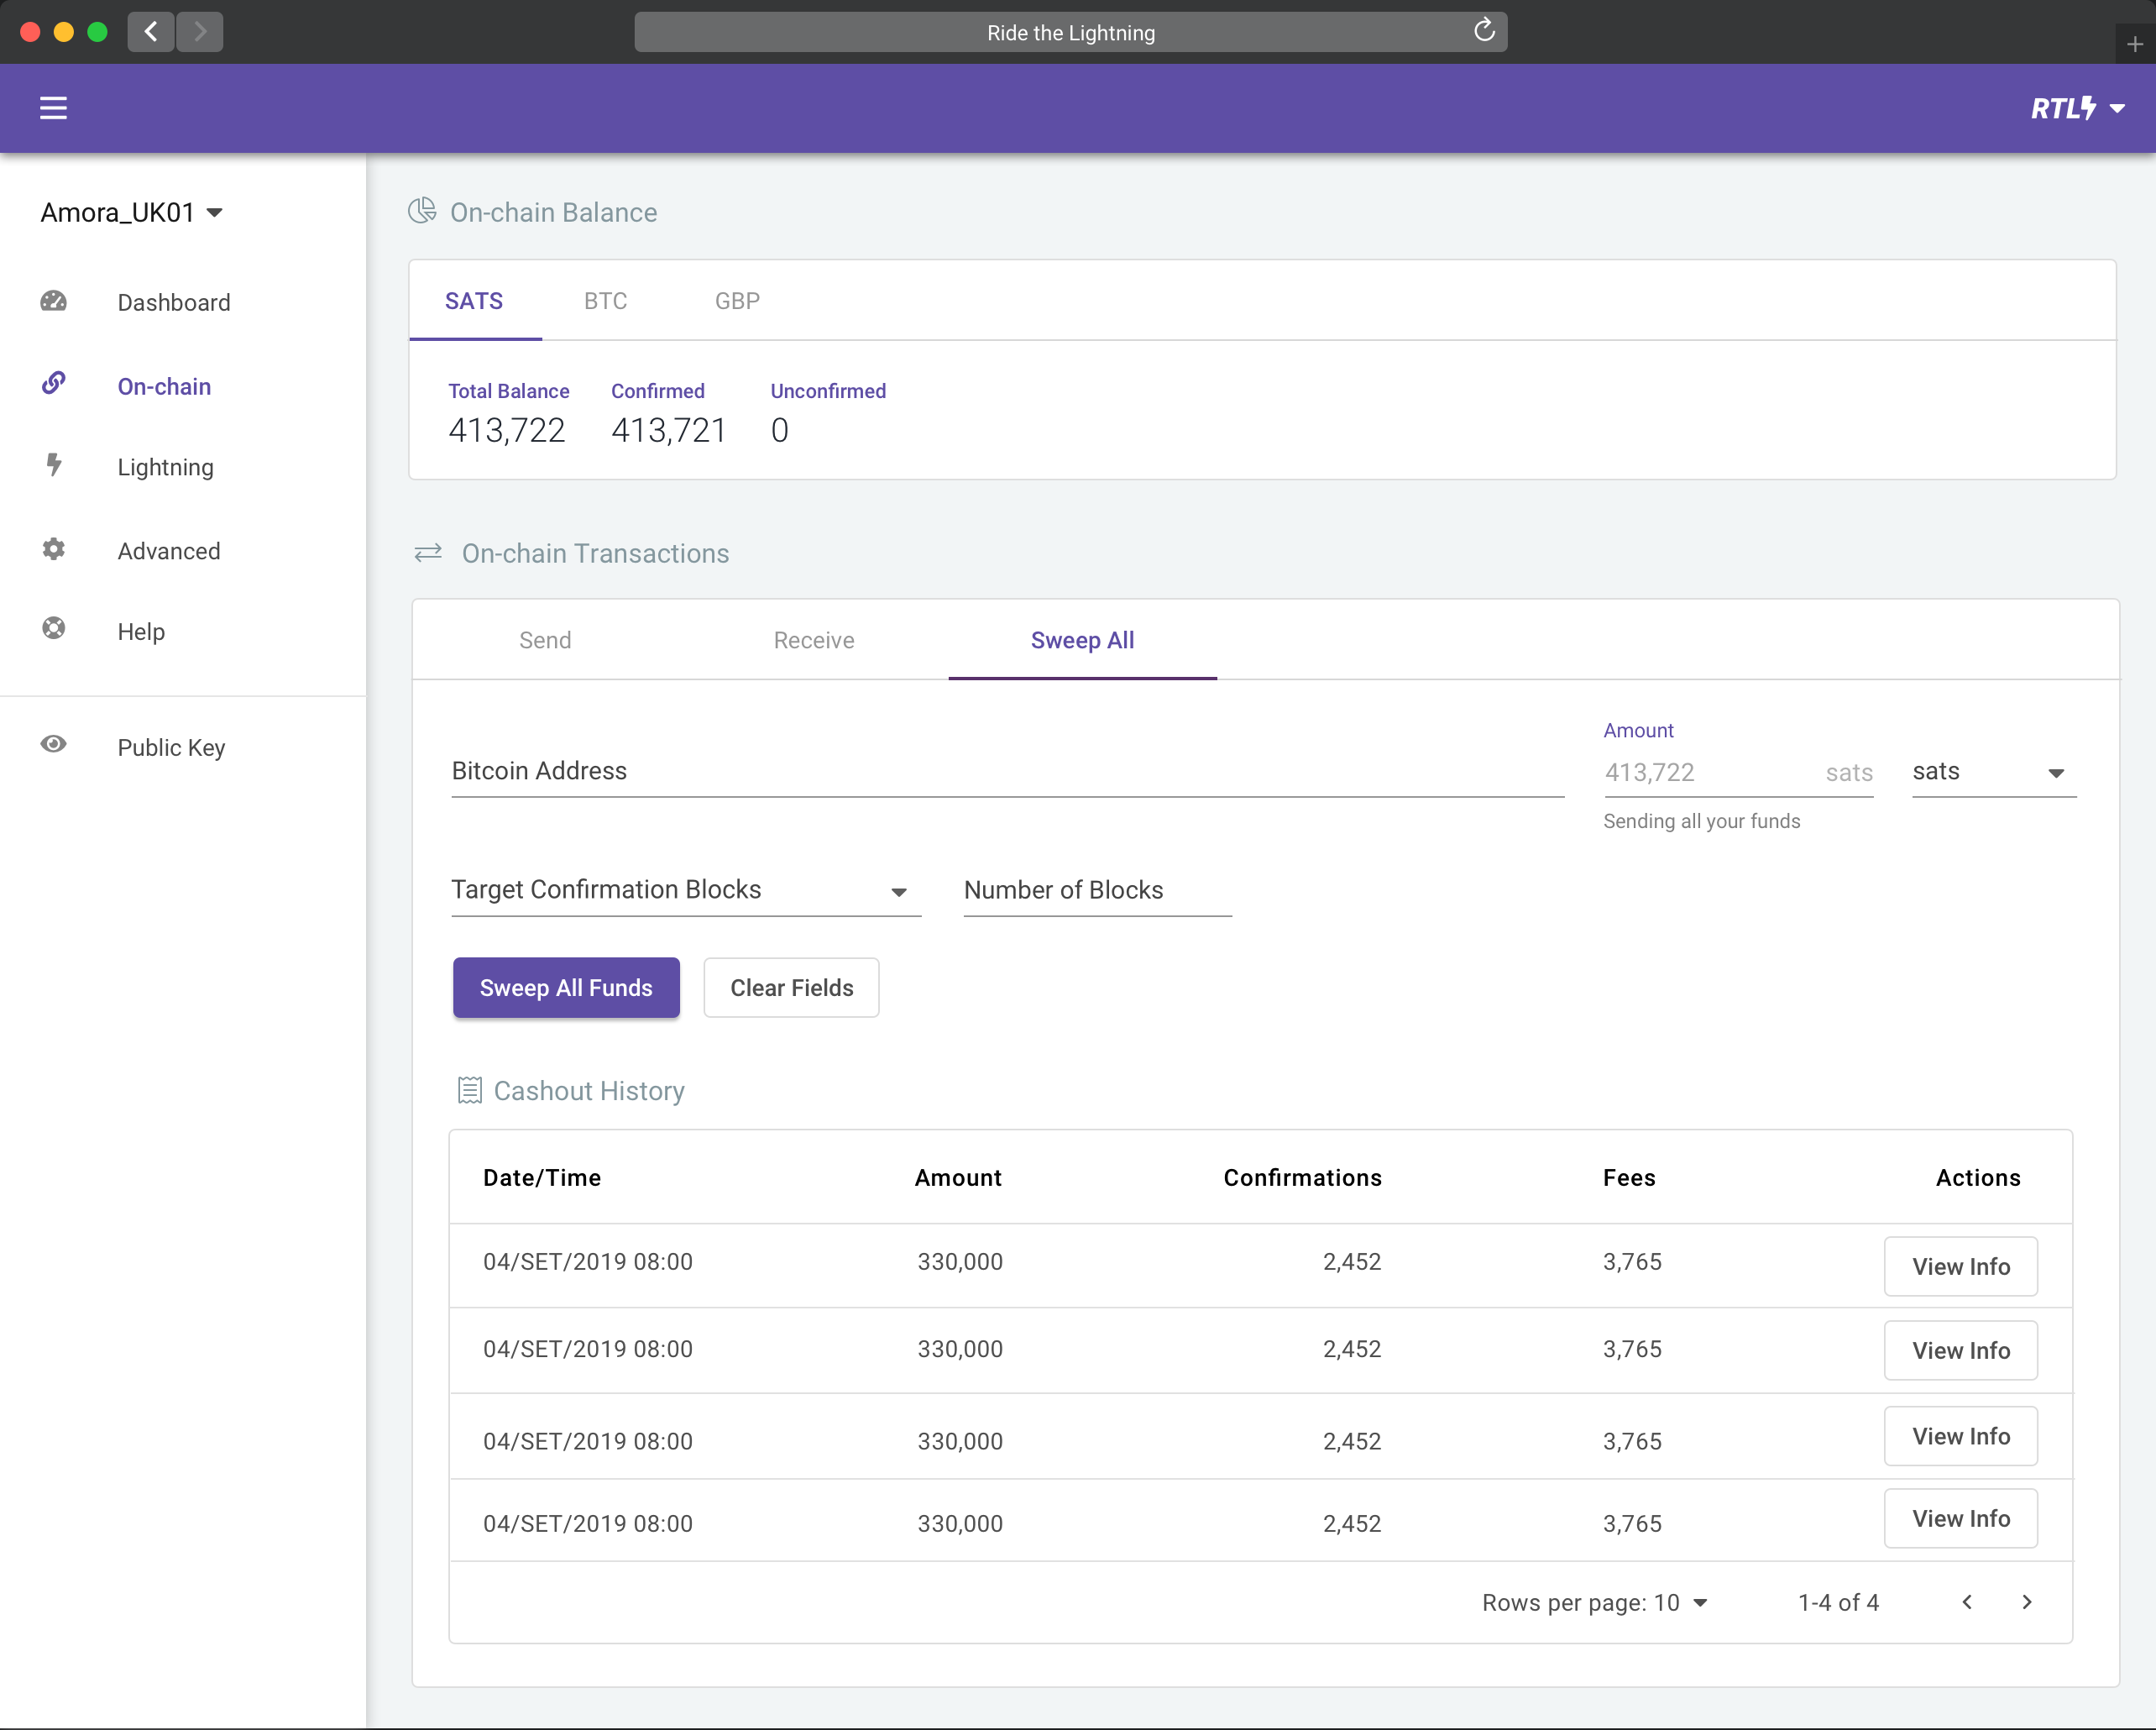 Ride the Lightning
RTL
Amora_UK01
Dashboard
On-chain
Lightning
Advanced
Help
Public Key
On-chain Balance
SATS BTC GBP
Total Balance Confirmed Unconfirmed
413,722 413,721 0
On-chain Transactions
Send Receive Sweep All
Amount
Bitcoin Address 413,722 sats sats
Sending all your funds
Target Confirmation Blocks Number of Blocks
Sweep All Funds Clear Fields
Cashout History
Date/Time Amount Confirmations Fees Actions
04/SET/2019 08:00 330,000 2,452 3,765 View Info
04/SET/2019 08:00 330,000 2,452 3,765 View Info
04/SET/2019 08:00 330,000 2,452 3,765 View Info
04/SET/2019 08:00 330,000 2,452 3,765 View Info
Rows per page: 10 1-4 of 4